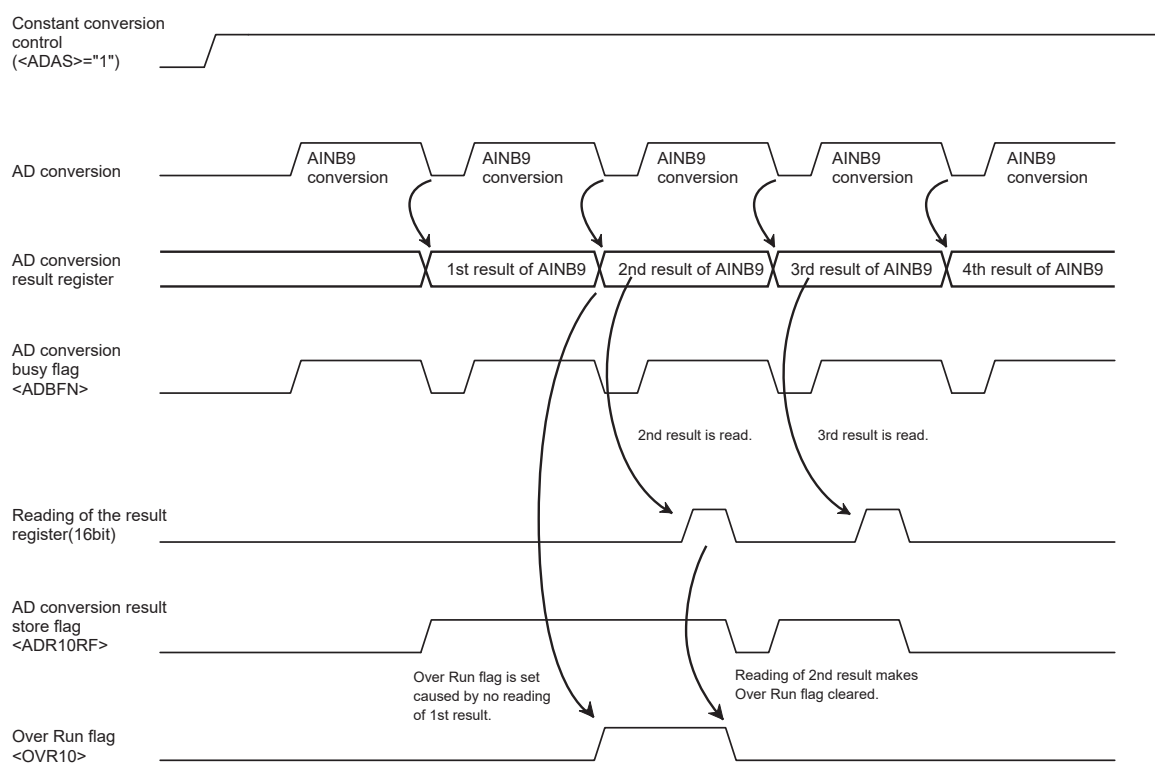 Constant conversion
control
(<ADAS>="1")
AD conversion
AINB9
conversion
AINB9
conversion
AINB9
conversion
AINB9
conversion
AINB9
conversion
AD conversion
result register
1st result of AINB9
2nd result of AINB9
3rd result of AINB9
4th result of AINB9
AD conversion
busy flag
<ADBFN>
2nd result is read.
3rd result is read.
Reading of the result
register(16bit)
AD conversion result
store flag
<ADR10RF>
Over Run flag is set
caused by no reading
of 1st result.
Reading of 2nd result makes
Over Run flag cleared.
Over Run flag
<OVR10>